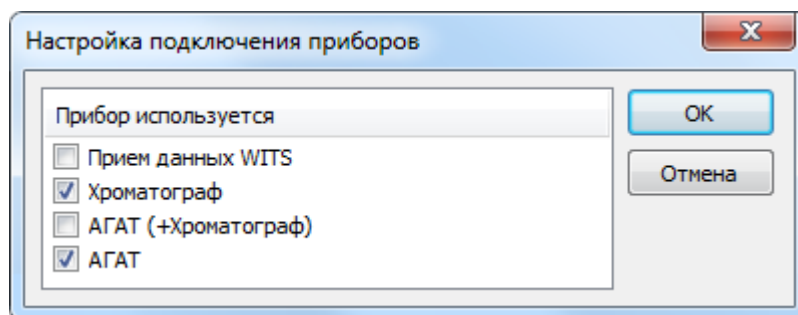 Настройка подключения приборов
Прибор используется
Прием данных WITS
Хроматограф
АГАТ (+Хроматограф)
АГАТ
OK
Отмена